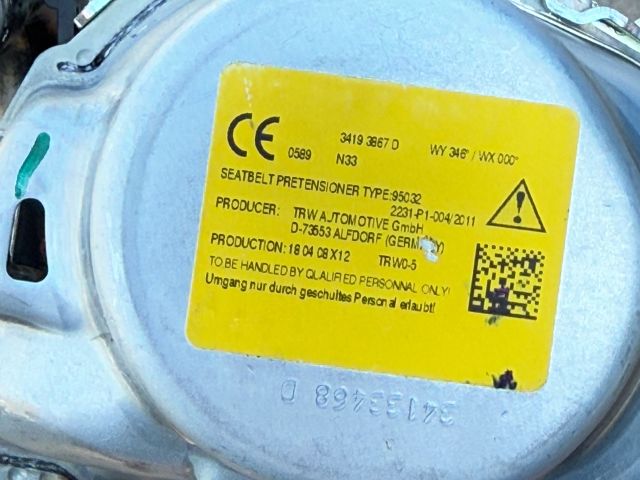 CE 0589 3419 3867 D WY 346° / WX 000°
N33
SEATBELT PRETENSIONER TYPE:95032
2231-P1-004/2011
PRODUCER: TRW AUTOMOTIVE GmbH
D-73553 ALFDORF (GERMANY)
PRODUCTION: 18 04 08 X12 TRW0-5
TO BE HANDLED BY QLALIFIED PERSONNAL ONLY!
Umgang nur durch geschultes Personal erlaubt!
34133468 D